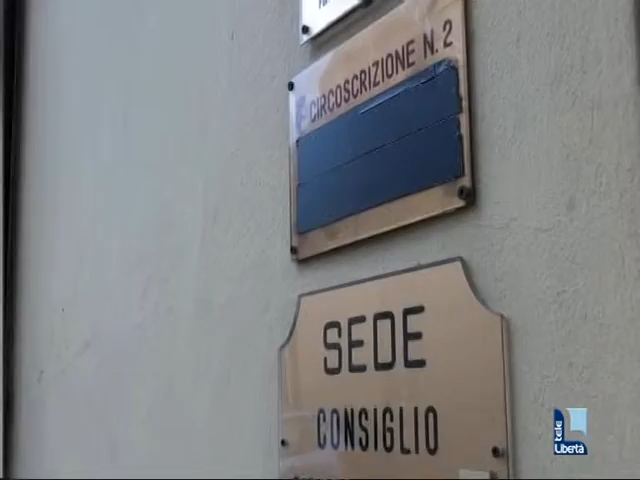 CIRCOSCRIZIONE N. 2
SEDE
CONSIGLIO
tele
Libertà